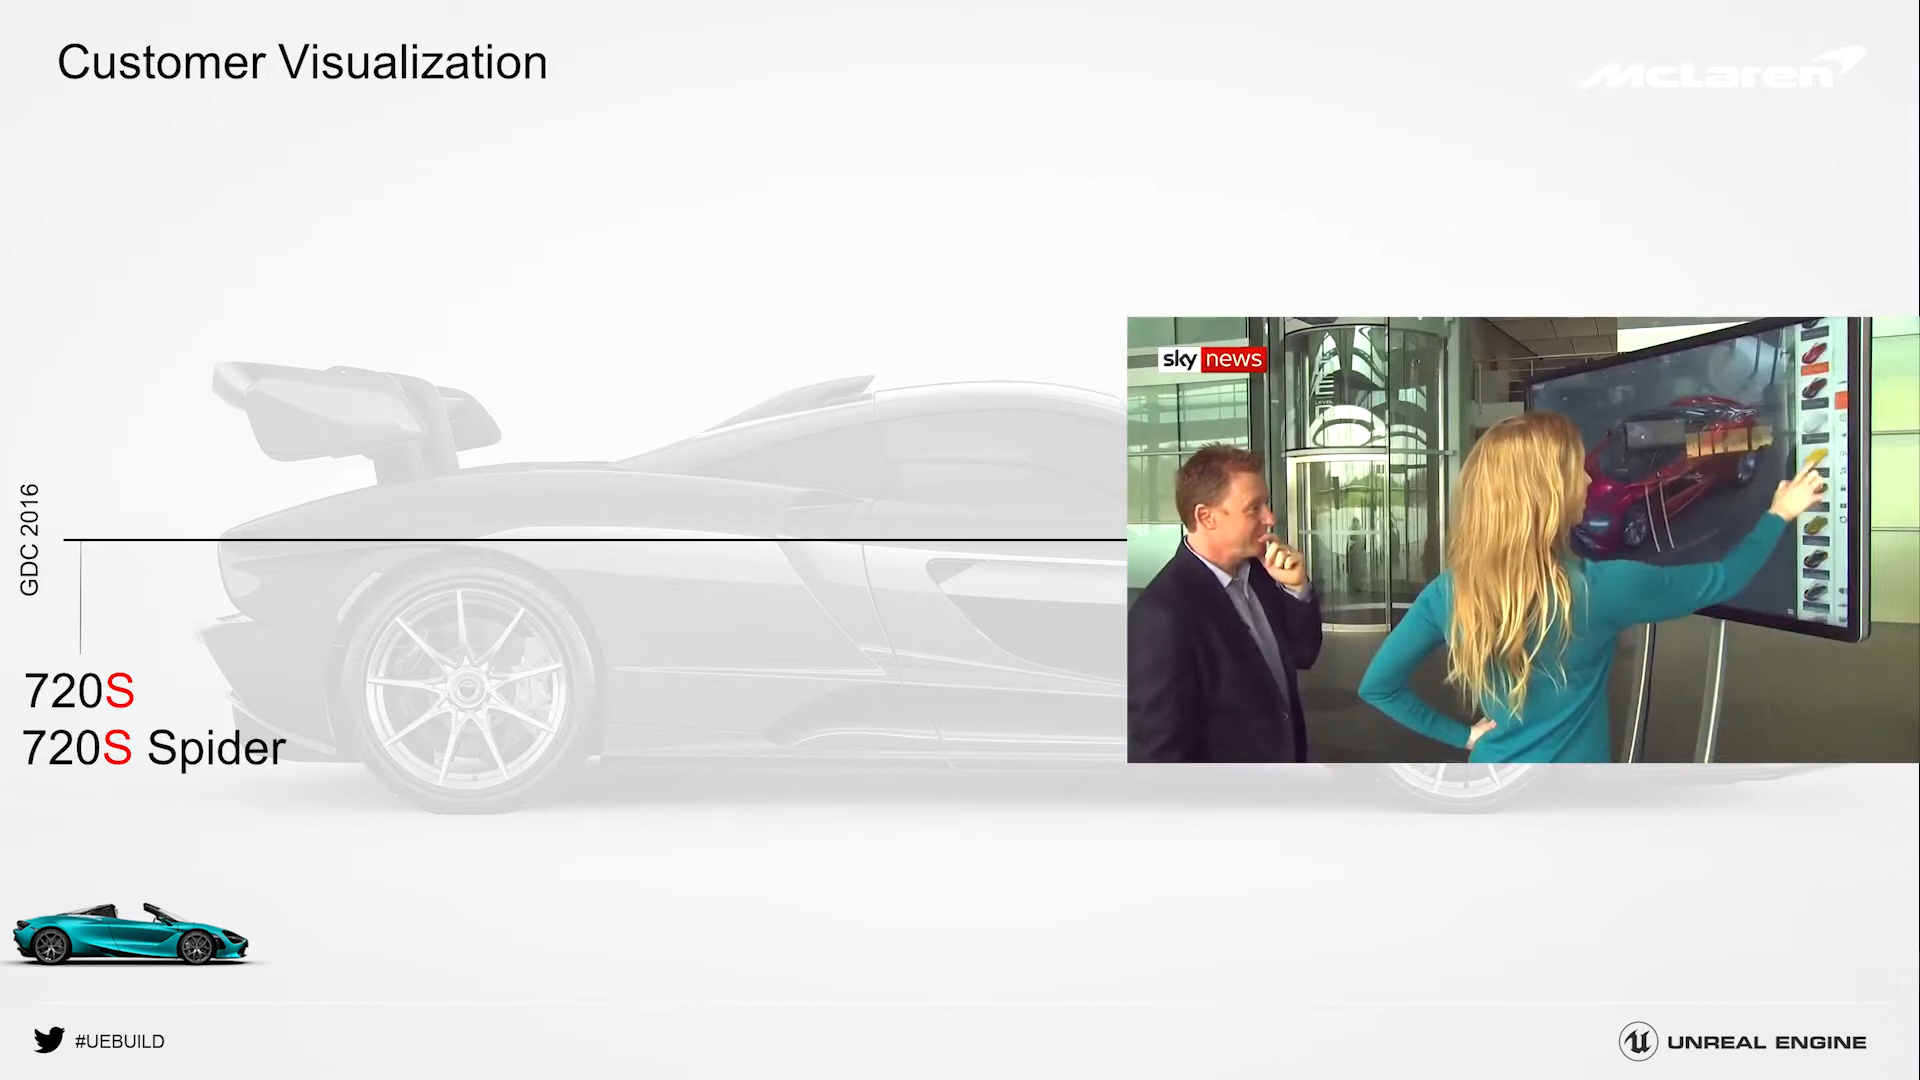 Customer Visualization
McLaren
sky news
GDC 2016
720S
720S Spider
#UEBUILD
UNREAL ENGINE